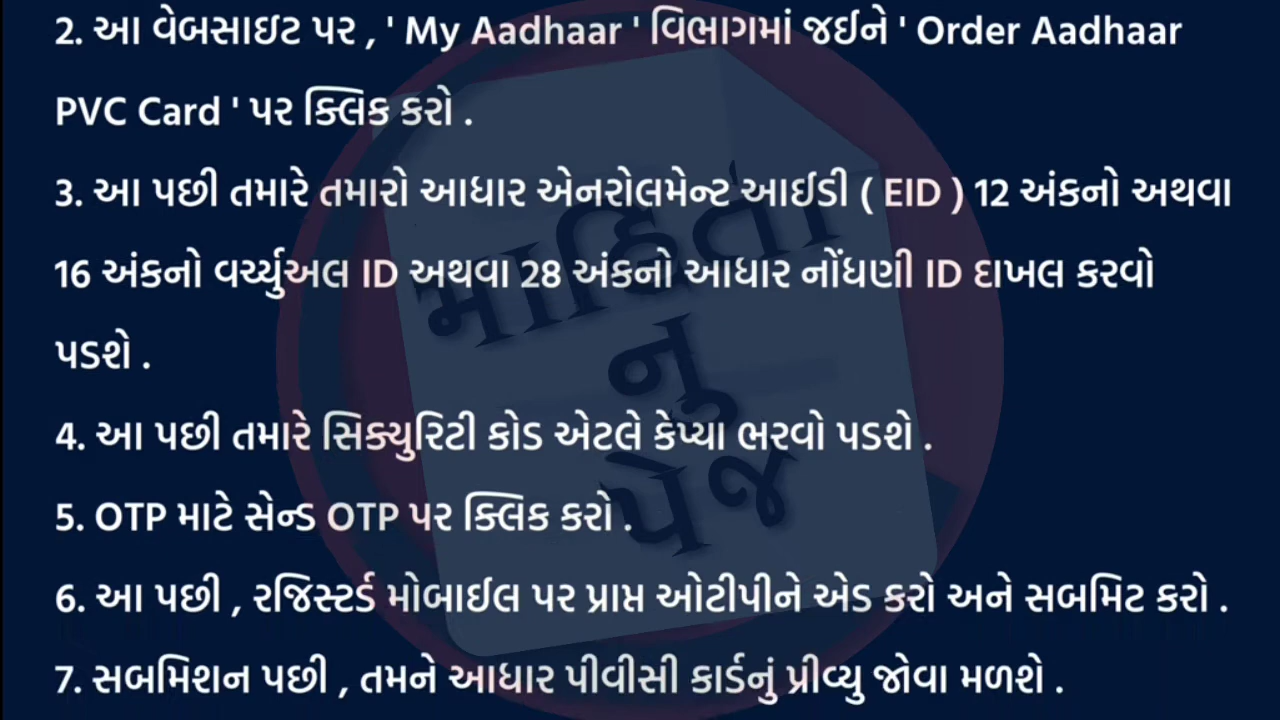 2. આ વેબસાઇટ પર , ' My Aadhaar ' વિભાગમાં જઈને ' Order Aadhaar
PVC Card ' પર ક્લિક કરો .
3. આ પછી તમારે તમારો આધાર એનરોલમેન્ટ આઈડી ( EID ) 12 અંકનો અથવા
16 અંકનો વર્ચ્યુઅલ ID અથવા 28 અંકનો આધાર નોંધણી ID દાખલ કરવો
પડશે .
4. આ પછી તમારે સિક્યુરિટી કોડ એટલે કેપ્ચા ભરવો પડશે .
5. OTP માટે સેન્ડ OTP પર ક્લિક કરો .
6. આ પછી , રજિસ્ટર્ડ મોબાઈલ પર પ્રાપ્ત ઓટીપીને એડ કરો અને સબમિટ કરો .
7. સબમિશન પછી , તમને આધાર પીવીસી કાર્ડનું પ્રીવ્યુ જોવા મળશે .
માહિતી
નુ
પેજ